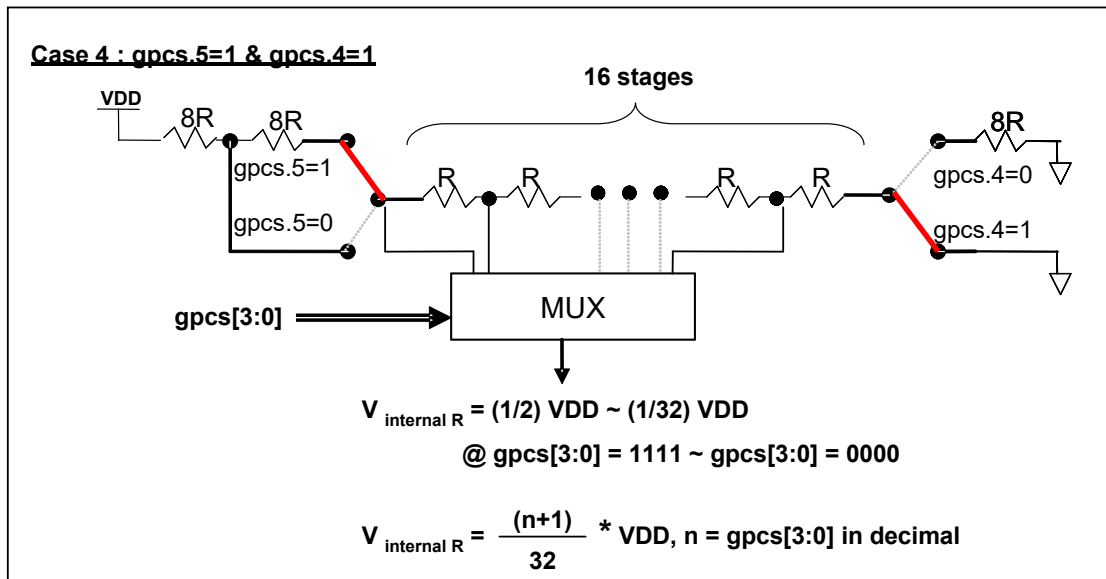 Case 4 : gpcs.5=1 & gpcs.4=1
16 stages
VDD
8R
8R
8R
gpcs.5=1
gpcs.4=0
R
R
R
R
gpcs.5=0
gpcs.4=1
MUX
gpcs[3:0]
V internal R = (1/2) VDD ~ (1/32) VDD
@ gpcs[3:0] = 1111 ~ gpcs[3:0] = 0000
V internal R = (n+1) / 32 * VDD, n = gpcs[3:0] in decimal